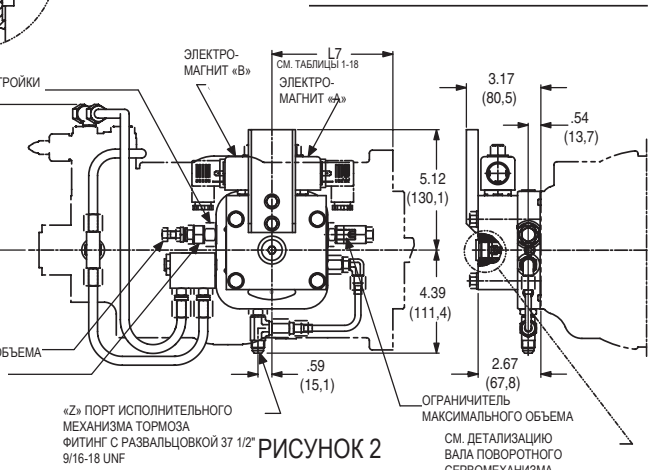 ЭЛЕКТРО-
МАГНИТ «В»
L7
СМ. ТАБЛИЦЫ 1-18
ЭЛЕКТРО-
МАГНИТ «А»
ТРОЙКИ
3.17
(80,5)
.54
(13,7)
5.12
(130,1)
4.39
(111,4)
ОБЪЕМА
.59
(15,1)
2.67
(67,8)
«Z» ПОРТ ИСПОЛНИТЕЛЬНОГО
МЕХАНИЗМА ТОРМОЗА
ФИТИНГ С РАЗВАЛЬЦОВКОЙ 37 1/2"
9/16-18 UNF
РИСУНОК 2
ОГРАНИЧИТЕЛЬ
МАКСИМАЛЬНОГО ОБЪЕМА
СМ. ДЕТАЛИЗАЦИЮ
ВАЛА ПОВОРОТНОГО
СЕРВОМЕХАНИЗМА